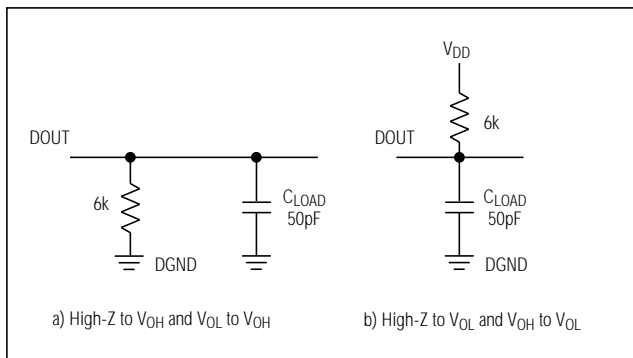 DOUT
6k
DGND
CLOAD
50pF
a) High-Z to VOH and VOL to VOH
VDD
6k
DOUT
CLOAD
50pF
DGND
b) High-Z to VOL and VOH to VOL